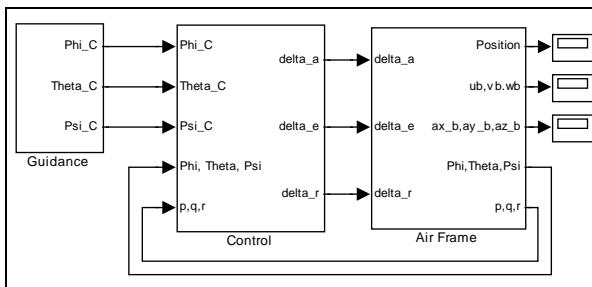 Phi_C
Theta_C
Psi_C
Guidance
Phi_C
Theta_C
Psi_C
Phi, Theta, Psi
p,q,r
delta_a
delta_e
delta_r
Control
delta_a
delta_e
delta_r
Position
ub,vb.wb
ax_b,ay_b,az_b
Phi,Theta,Psi
p,q,r
Air Frame